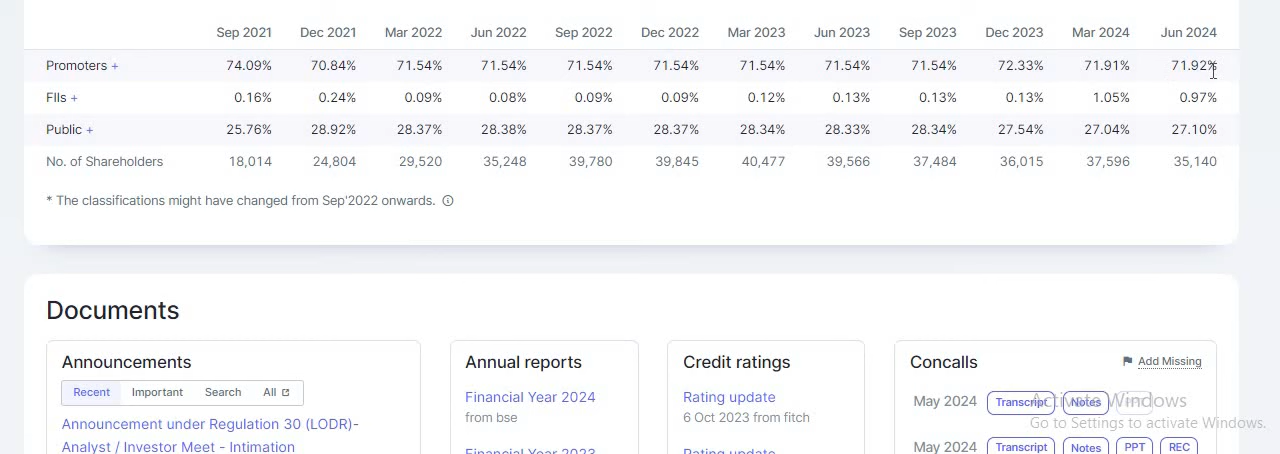 Sep 2021 Dec 2021 Mar 2022 Jun 2022 Sep 2022 Dec 2022 Mar 2023 Jun 2023 Sep 2023 Dec 2023 Mar 2024 Jun 2024
Promoters + 74.09% 70.84% 71.54% 71.54% 71.54% 71.54% 71.54% 71.54% 71.54% 72.33% 71.91% 71.92%
FIIs + 0.16% 0.24% 0.09% 0.08% 0.09% 0.09% 0.12% 0.13% 0.13% 0.13% 1.05% 0.97%
Public + 25.76% 28.92% 28.37% 28.38% 28.37% 28.37% 28.34% 28.33% 28.34% 27.54% 27.04% 27.10%
No. of Shareholders 18,014 24,804 29,520 35,248 39,780 39,845 40,477 39,566 37,484 36,015 37,596 35,140
* The classifications might have changed from Sep'2022 onwards.
Documents
Announcements
Recent Important Search All
Announcement under Regulation 30 (LODR)-
Analyst / Investor Meet - Intimation
Annual reports
Financial Year 2024
from bse
Financial Year 2023
Credit ratings
Rating update
6 Oct 2023 from fitch
Rating update
Concalls Add Missing
May 2024 Transcript Notes
May 2024 Transcript Notes PPT REC
Activate Windows
Go to Settings to activate Windows.